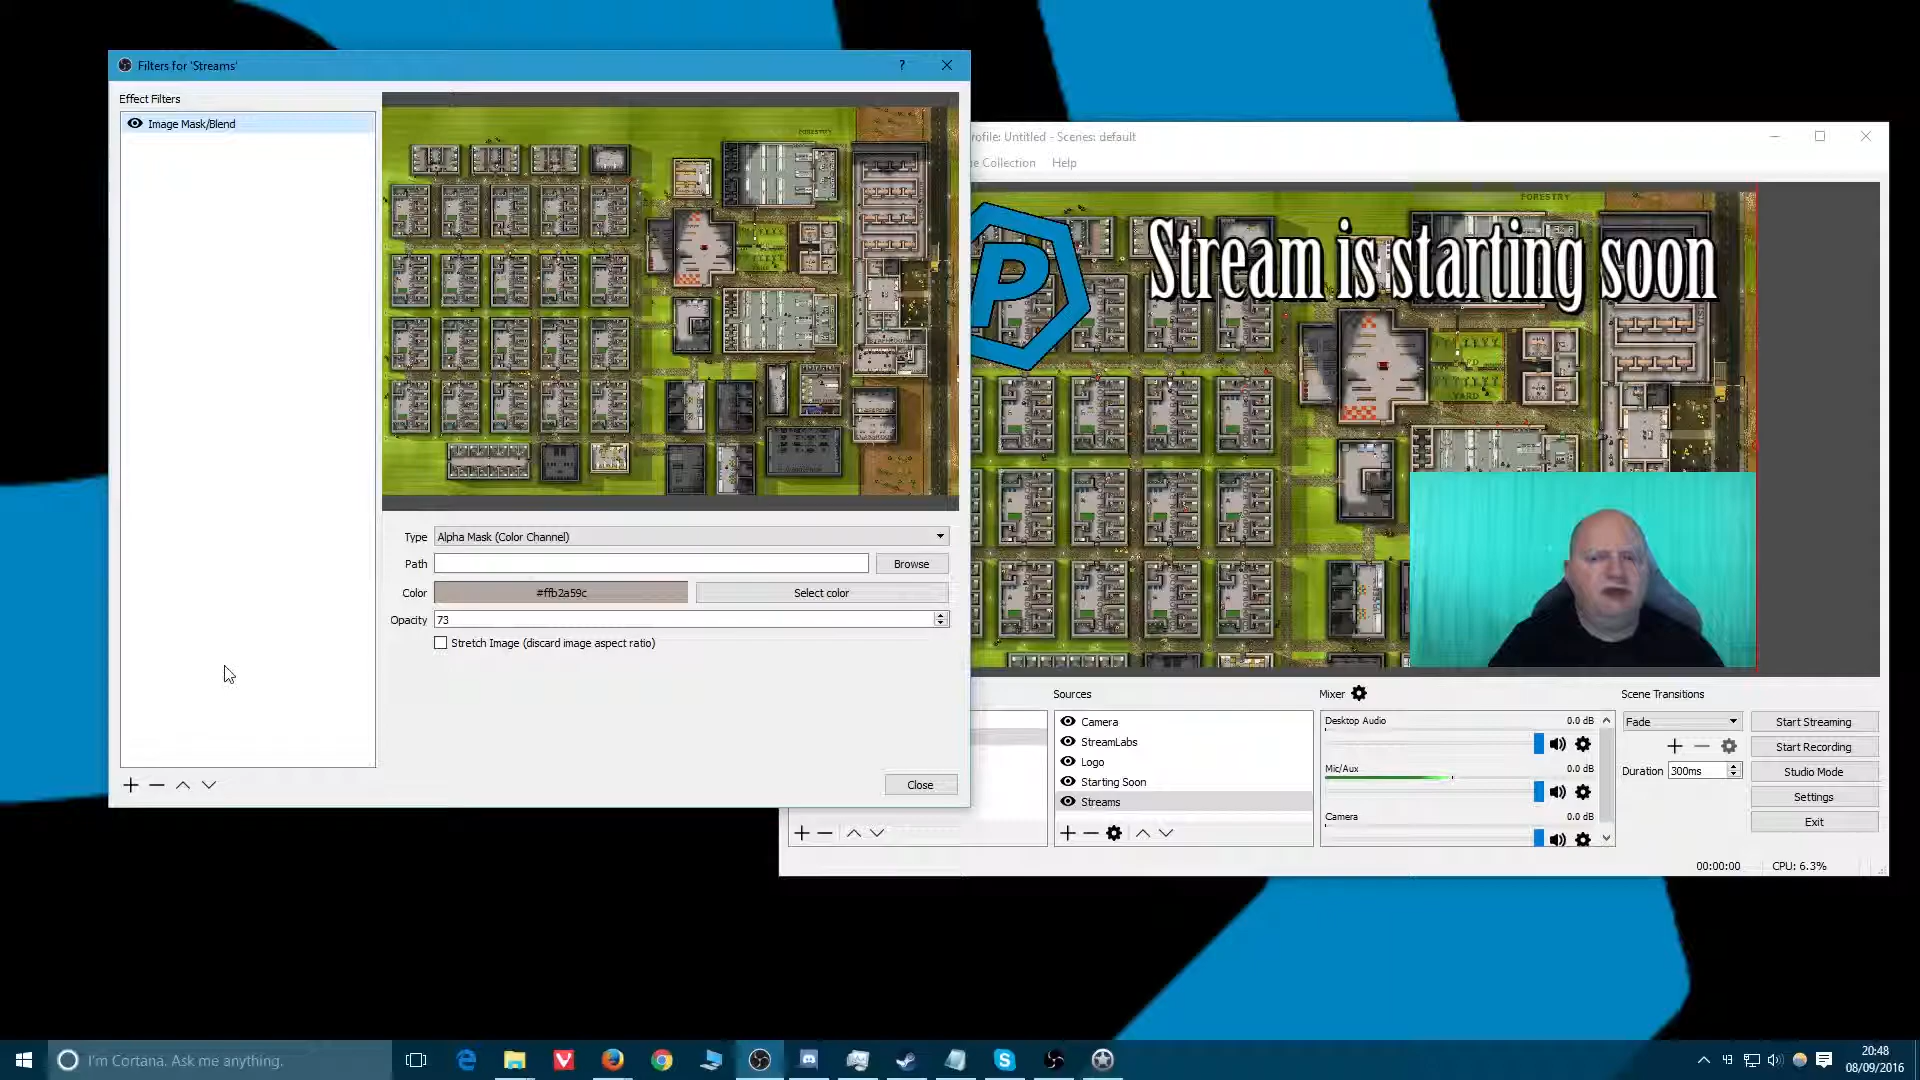 Filters for 'Streams'
?
Effect Filters
Image Mask/Blend
Type
Alpha Mask (Color Channel)
Path
Browse
Color
#ffb2a59c
Select color
Opacity
73
Stretch Image (discard image aspect ratio)
Close
rofile: Untitled - Scenes: default
e Collection
Help
FORESTRY
P
Stream is starting soon
YARD
YARD
Sources
Camera
StreamLabs
Logo
Starting Soon
Streams
Mixer
Desktop Audio
0.0 dB
Mic/Aux
0.0 dB
Camera
0.0 dB
Scene Transitions
Fade
Duration
300ms
Start Streaming
Start Recording
Studio Mode
Settings
Exit
00:00:00
CPU: 6.3%
I'm Cortana. Ask me anything.
43
20:48
08/09/2016